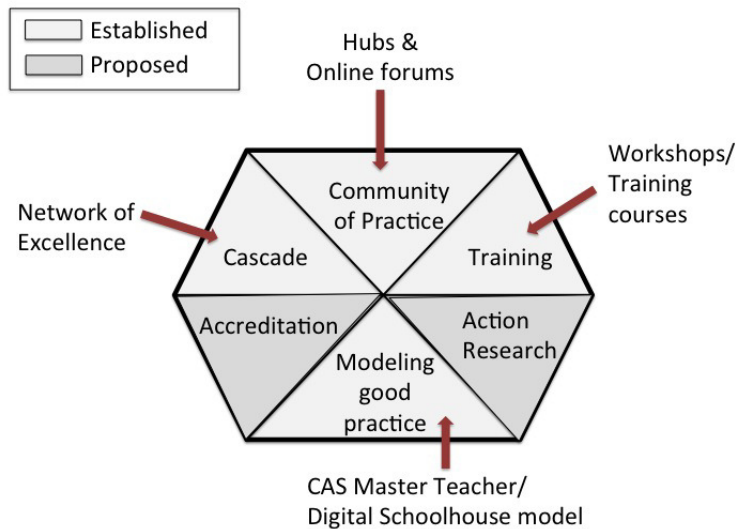 Established
Proposed
Hubs &
Online forums
Workshops/
Training
courses
Network of
Excellence
Community
of Practice
Cascade
Training
Accreditation
Action
Research
Modeling
good
practice
CAS Master Teacher/
Digital Schoolhouse model